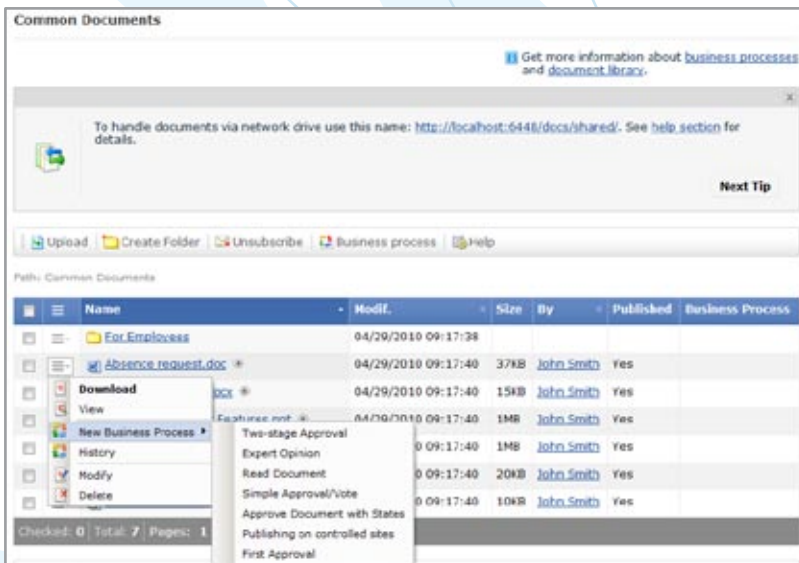 Common Documents
Get more information about business processes
and document library.
To handle documents via network drive use this name: http://localhost:6448/docs/shared/. See help section for
details.
Next Tip
Upload Create Folder Unsubscribe Business process Help
Path: Common Documents
Name Modif. Size By Published Business Process
For Employees 04/29/2010 09:17:38
Absence request.doc 04/29/2010 09:17:40 37KB John Smith Yes
Download ocx 04/29/2010 09:17:40 15KB John Smith Yes
View Features.ppt 04/29/2010 09:17:40 1MB John Smith Yes
New Business Process Two-stage Approval
History Expert Opinion 0 09:17:40 1MB John Smith Yes
Modify Read Document 0 09:17:40 20KB John Smith Yes
Delete Simple Approval/Vote 0 09:17:40 10KB John Smith Yes
Approve Document with States
Checked: 0 Total: 7 Pages: 1 Publishing on controlled sites
First Approval